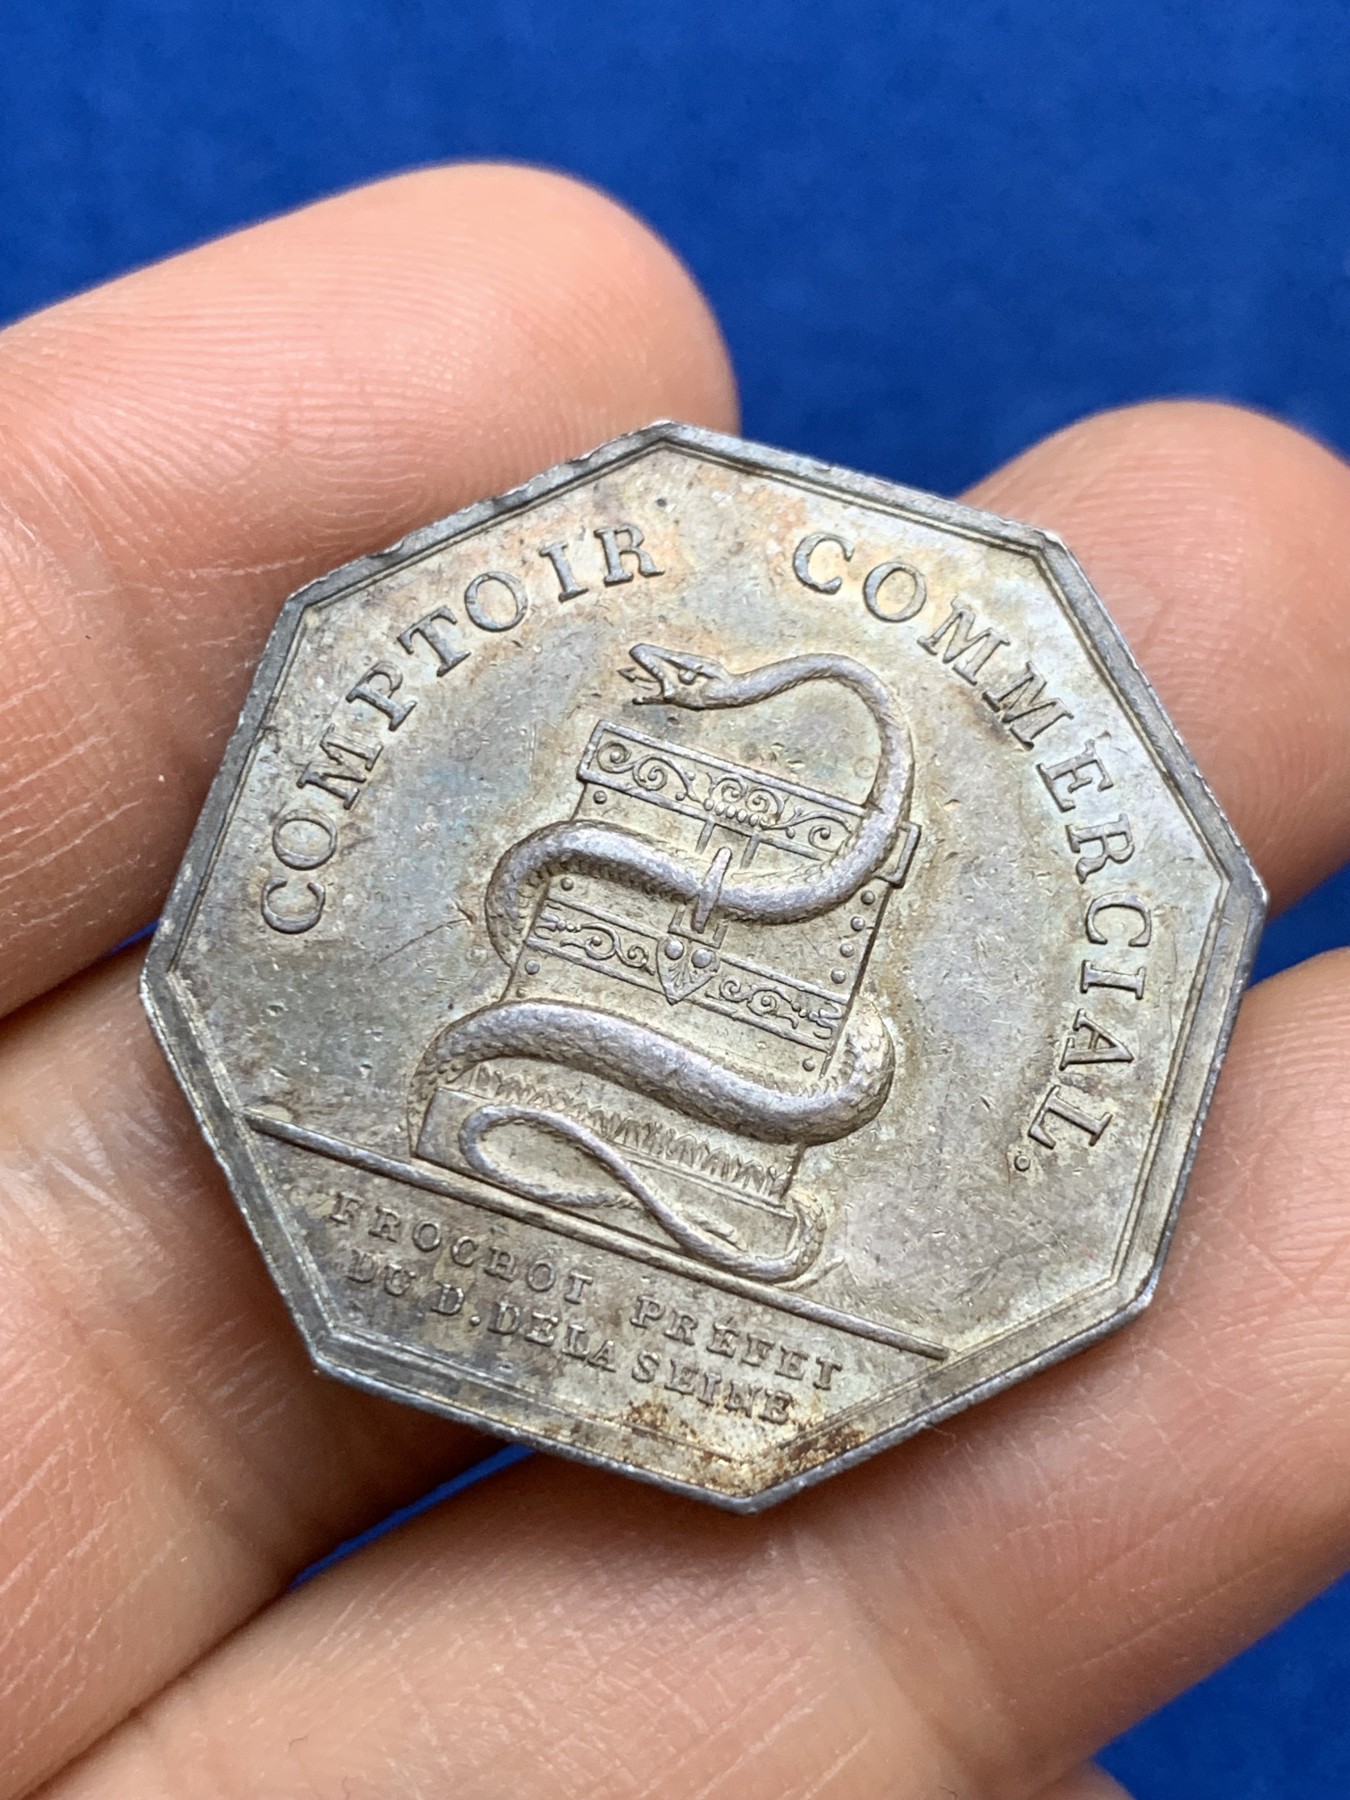 COMPTOIR COMMERCIAL.
FROCHOT PRÉFET
DU D. DE LA SEINE